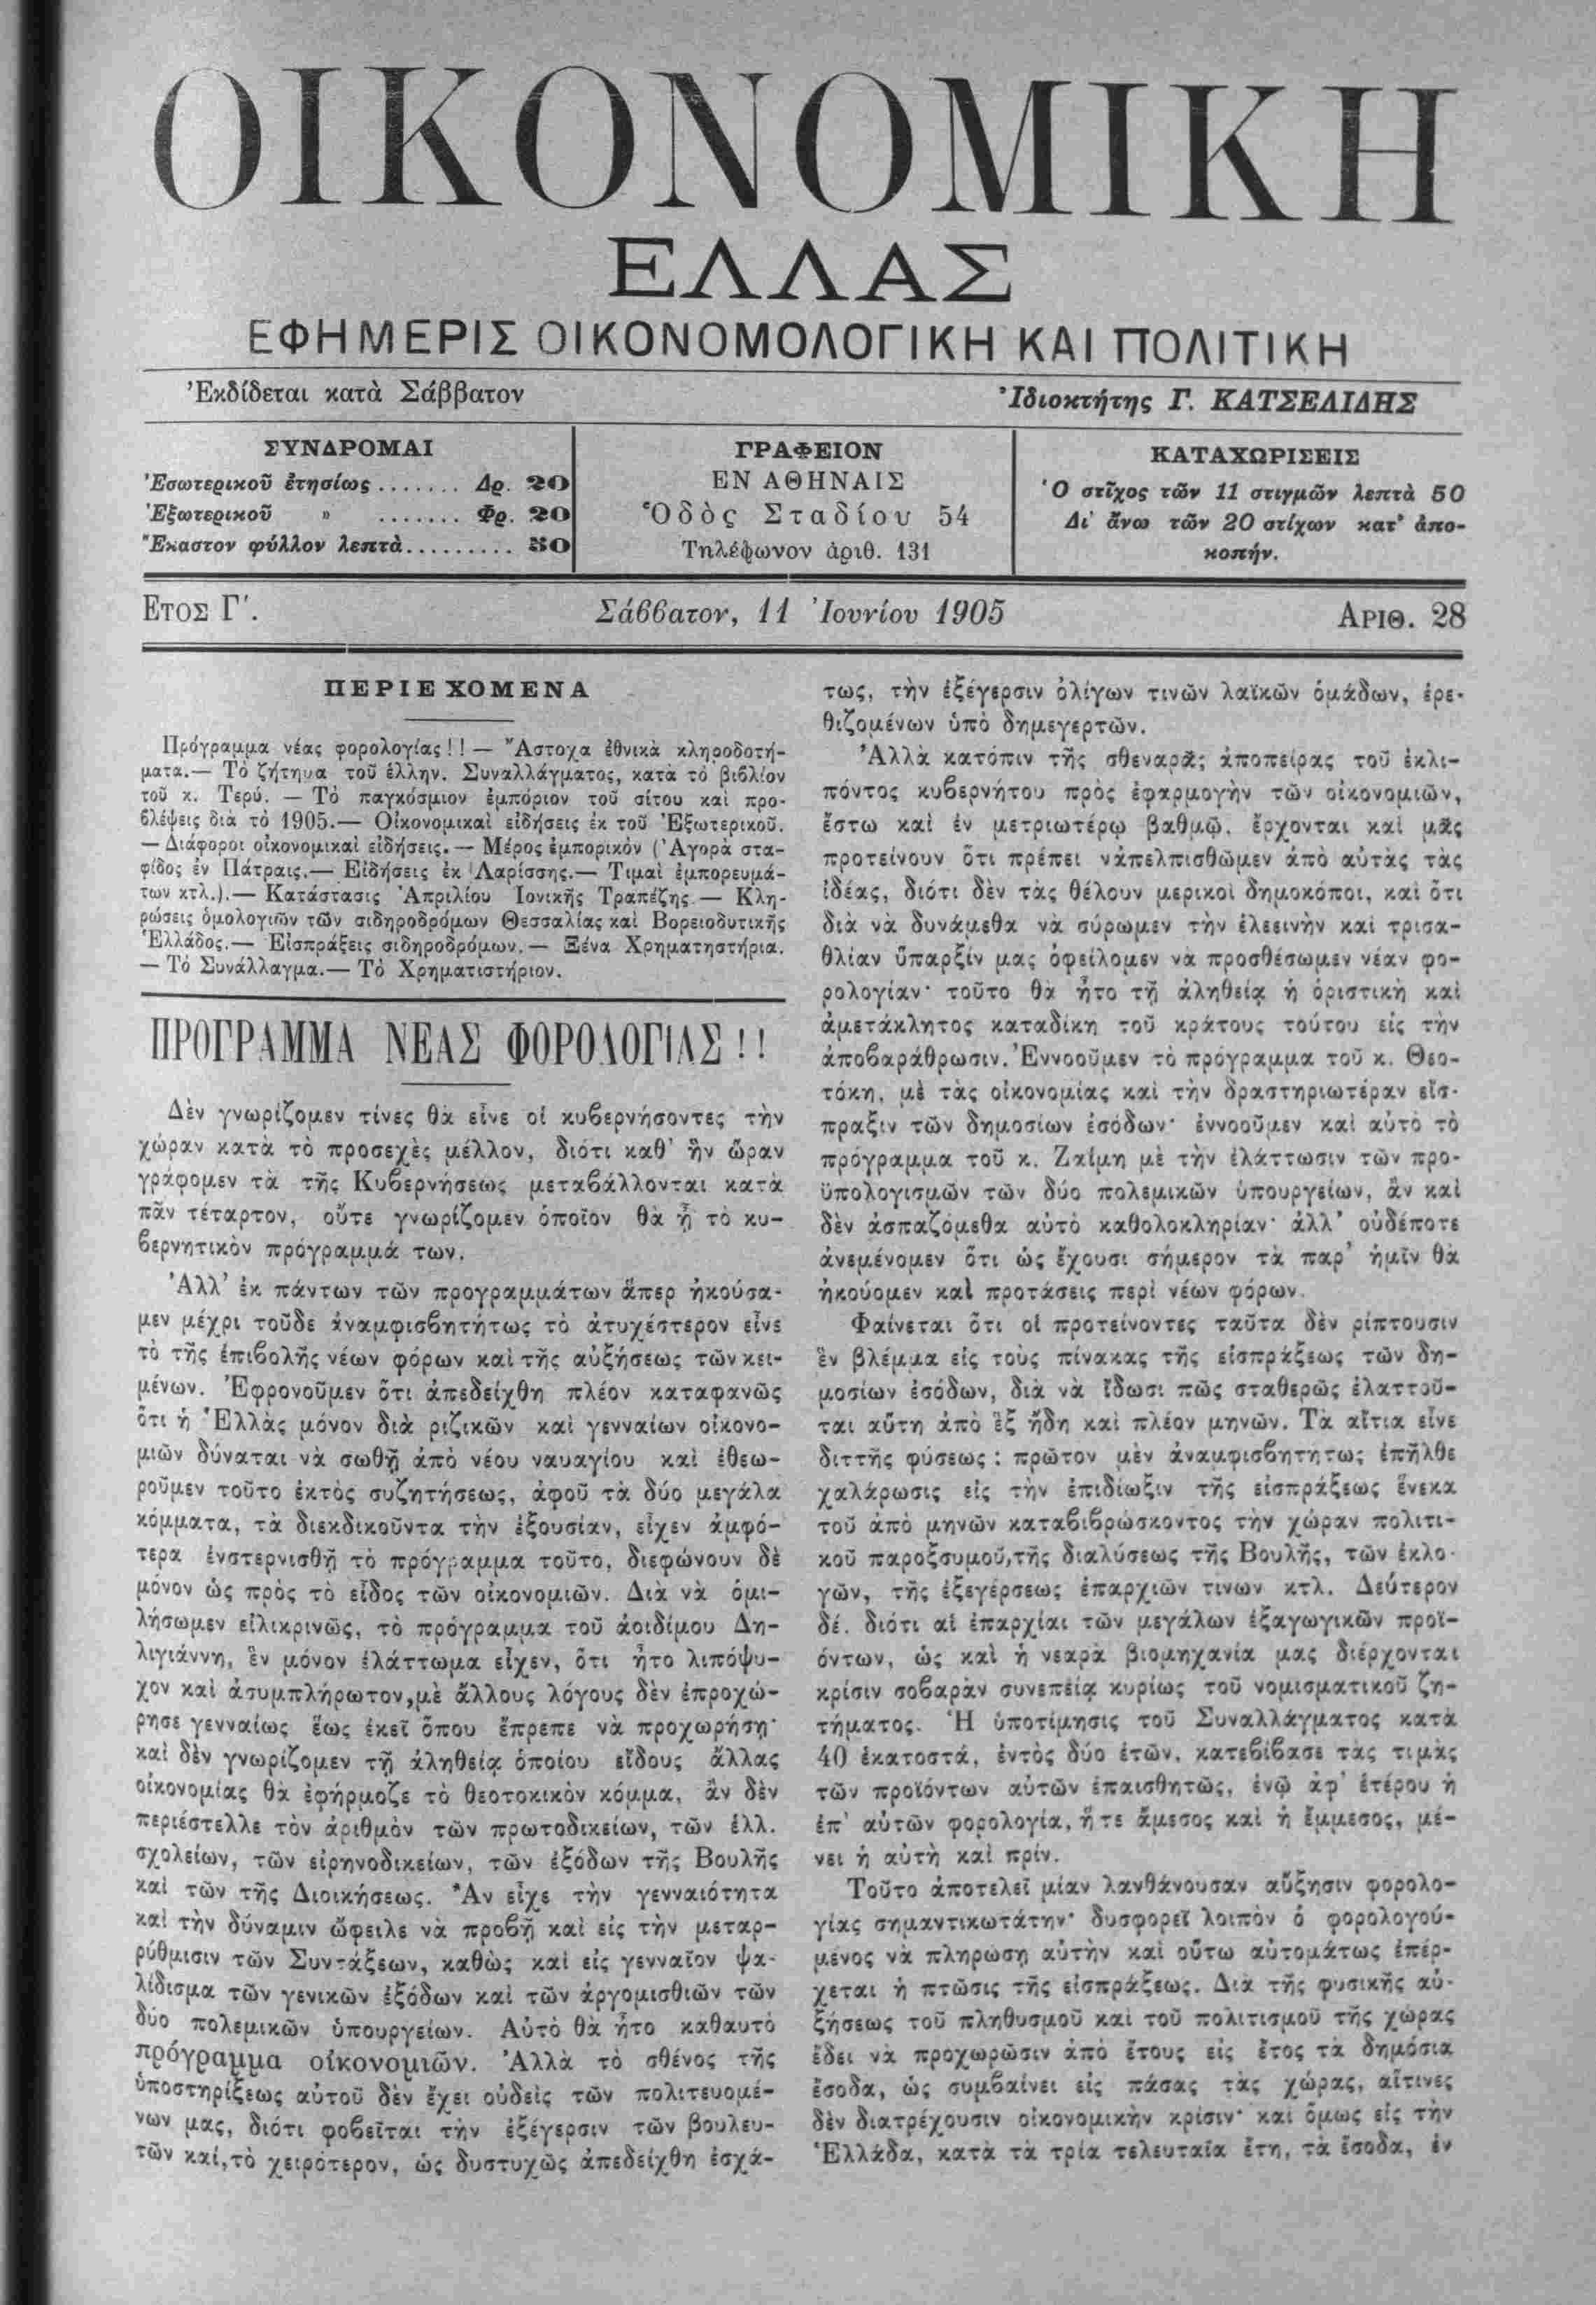 ΟΙΚΟΝΟΜΙΚΗ
ΕΛΛΑΣ
ΕΦΗΜΕΡΙΣ ΟΙΚΟΝΟΜΟΛΟΓΙΚΗ ΚΑΙ ΠΟΛΙΤΙΚΗ
Ἐκδίδεται κατὰ Σάββατον
Ἰδιοκτήτης Γ. ΚΑΤΣΕΛΙΔΗΣ
ΣΥΝΔΡΟΜΑΙ
Ἐσωτερικοῦ ἐτησίως ....... Δρ. 20
Ἐξωτερικοῦ » ....... Φρ. 20
Ἕκαστον φύλλον λεπτὰ......... 50
ΓΡΑΦΕΙΟΝ
ΕΝ ΑΘΗΝΑΙΣ
Ὁδὸς Σταδίου 54
Τηλέφωνον ἀριθ. 131
ΚΑΤΑΧΩΡΙΣΕΙΣ
Ὁ στῖχος τῶν 11 στιγμῶν λεπτὰ 50
Δι' ἄνω τῶν 20 στίχων κατ' ἀπο-
κοπήν.
ΕΤΟΣ Γ'.
Σάββατον, 11 Ἰουνίου 1905
ΑΡΙΘ. 28
ΠΕΡΙΕΧΟΜΕΝΑ
Πρόγραμμα νέας φορολογίας!! — Ἄστοχα ἐθνικὰ κληροδοτή-
ματα.— Τὸ ζήτημα τοῦ ἑλλην. Συναλλάγματος, κατὰ τὸ βιβλίον
τοῦ κ. Τερύ. — Τὸ παγκόσμιον ἐμπόριον τοῦ σίτου καὶ προ-
βλέψεις διὰ τὸ 1905.— Οἰκονομικαὶ εἰδήσεις ἐκ τοῦ Ἐξωτερικοῦ.
— Διάφοροι οἰκονομικαὶ εἰδήσεις.— Μέρος ἐμπορικὸν (Ἀγορὰ στα-
φίδος ἐν Πάτραις.— Εἰδήσεις ἐκ Λαρίσσης.— Τιμαὶ ἐμπορευμά-
των κτλ.).— Κατάστασις Ἀπριλίου Ἰονικῆς Τραπέζης.— Κλη-
ρώσεις ὁμολογιῶν τῶν σιδηροδρόμων Θεσσαλίας καὶ Βορειοδυτικῆς
Ἑλλάδος.— Εἰσπράξεις σιδηροδρόμων.— Ξένα Χρηματηστήρια.
— Τὸ Συνάλλαγμα.— Τὸ Χρηματιστήριον.
ΠΡΟΓΡΑΜΜΑ ΝΕΑΣ ΦΟΡΟΛΟΓΙΑΣ!!
Δὲν γνωρίζομεν τίνες θὰ εἶνε οἱ κυβερνήσοντες τὴν
χώραν κατὰ τὸ προσεχὲς μέλλον, διότι καθ' ἣν ὥραν
γράφομεν τὰ τῆς Κυβερνήσεως μεταβάλλονται κατὰ
πᾶν τέταρτον, οὔτε γνωρίζομεν ὁποῖον θὰ ᾖ τὸ κυ-
βερνητικὸν πρόγραμμά των.
Ἀλλ' ἐκ πάντων τῶν προγραμμάτων ἅπερ ἠκούσα-
μεν μέχρι τοῦδε ἀναμφισβητήτως τὸ ἀτυχέστερον εἶνε
τὸ τῆς ἐπιβολῆς νέων φόρων καὶ τῆς αὐξήσεως τῶν κει-
μένων. Ἐφρονοῦμεν ὅτι ἀπεδείχθη πλέον καταφανῶς
ὅτι ἡ Ἑλλὰς μόνον διὰ ριζικῶν καὶ γενναίων οἰκονο-
μιῶν δύναται νὰ σωθῇ ἀπὸ νέου ναυαγίου καὶ ἐθεω-
ροῦμεν τοῦτο ἐκτὸς συζητήσεως, ἀφοῦ τὰ δύο μεγάλα
κόμματα, τὰ διεκδικοῦντα τὴν ἐξουσίαν, εἶχεν ἀμφό-
τερα ἐνστερνισθῇ τὸ πρόγραμμα τοῦτο, διεφώνουν δὲ
μόνον ὡς πρὸς τὸ εἶδος τῶν οἰκονομιῶν. Διὰ νὰ ὁμι-
λήσωμεν εἰλικρινῶς, τὸ πρόγραμμα τοῦ ἀοιδίμου Δη-
λιγιάννη, ἓν μόνον ἐλάττωμα εἶχεν, ὅτι ἦτο λιπόψυ-
χον καὶ ἀσυμπλήρωτον, μὲ ἄλλους λόγους δὲν ἐπροχώ-
ρησε γενναίως ἕως ἐκεῖ ὅπου ἔπρεπε νὰ προχωρήσῃ·
καὶ δὲν γνωρίζομεν τῇ ἀληθείᾳ ὁποίου εἴδους ἄλλας
οἰκονομίας θὰ ἐφήρμοζε τὸ θεοτοκικὸν κόμμα, ἂν δὲν
περιέστελλε τὸν ἀριθμὸν τῶν πρωτοδικείων, τῶν ἑλλ.
σχολείων, τῶν εἰρηνοδικείων, τῶν ἐξόδων τῆς Βουλῆς
καὶ τῶν τῆς Διοικήσεως. Ἂν εἶχε τὴν γενναιότητα
καὶ τὴν δύναμιν ὤφειλε νὰ προβῇ καὶ εἰς τὴν μεταρ-
ρύθμισιν τῶν Συντάξεων, καθὼς καὶ εἰς γενναῖον ψα-
λίδισμα τῶν γενικῶν ἐξόδων καὶ τῶν ἀργομισθιῶν τῶν
δύο πολεμικῶν ὑπουργείων. Αὐτὸ θὰ ἦτο καθαυτὸ
πρόγραμμα οἰκονομιῶν. Ἀλλὰ τὸ σθένος τῆς
ὑποστηρίξεως αὐτοῦ δὲν ἔχει οὐδεὶς τῶν πολιτευομέ-
νων μας, διότι φοβεῖται τὴν ἐξέγερσιν τῶν βουλευ-
τῶν καί, τὸ χειρότερον, ὡς δυστυχῶς ἀπεδείχθη ἐσχά-
τως, τὴν ἐξέγερσιν ὀλίγων τινῶν λαϊκῶν ὁμάδων, ἐρε-
θιζομένων ὑπὸ δημεγερτῶν.
Ἀλλὰ κατόπιν τῆς σθεναρᾶς ἀποπείρας τοῦ ἐκλι-
πόντος κυβερνήτου πρὸς ἐφαρμογὴν τῶν οἰκονομιῶν,
ἔστω καὶ ἐν μετριωτέρῳ βαθμῷ, ἔρχονται καὶ μᾶς
προτείνουν ὅτι πρέπει νἀπελπισθῶμεν ἀπὸ αὐτὰς τὰς
ἰδέας, διότι δὲν τὰς θέλουν μερικοὶ δημοκόποι, καὶ ὅτι
διὰ νὰ δυνάμεθα νὰ σύρωμεν τὴν ἐλεεινὴν καὶ τρισα-
θλίαν ὕπαρξίν μας ὀφείλομεν νὰ προσθέσωμεν νέαν φο-
ρολογίαν· τοῦτο θὰ ἦτο τῇ ἀληθείᾳ ἡ ὁριστικὴ καὶ
ἀμετάκλητος καταδίκη τοῦ κράτους τούτου εἰς τὴν
ἀποβαράθρωσιν. Ἐννοοῦμεν τὸ πρόγραμμα τοῦ κ. Θεο-
τόκη, μὲ τὰς οἰκονομίας καὶ τὴν δραστηριωτέραν εἴσ-
πραξιν τῶν δημοσίων ἐσόδων· ἐννοοῦμεν καὶ αὐτὸ τὸ
πρόγραμμα τοῦ κ. Ζαΐμη μὲ τὴν ἐλάττωσιν τῶν προ-
ϋπολογισμῶν τῶν δύο πολεμικῶν ὑπουργείων, ἂν καὶ
δὲν ἀσπαζόμεθα αὐτὸ καθολοκληρίαν· ἀλλ' οὐδέποτε
ἀνεμένομεν ὅτι ὡς ἔχουσι σήμερον τὰ παρ' ἡμῖν θὰ
ἠκούομεν καὶ προτάσεις περὶ νέων φόρων.
Φαίνεται ὅτι οἱ προτείνοντες ταῦτα δὲν ρίπτουσιν
ἓν βλέμμα εἰς τοὺς πίνακας τῆς εἰσπράξεως τῶν δη-
μοσίων ἐσόδων, διὰ νὰ ἴδωσι πῶς σταθερῶς ἐλαττοῦ-
ται αὕτη ἀπὸ ἓξ ἤδη καὶ πλέον μηνῶν. Τὰ αἴτια εἶνε
διττῆς φύσεως : πρῶτον μὲν ἀναμφισβητήτως ἐπῆλθε
χαλάρωσις εἰς τὴν ἐπιδίωξιν τῆς εἰσπράξεως ἕνεκα
τοῦ ἀπὸ μηνῶν καταβιβρώσκοντος τὴν χώραν πολιτι-
κοῦ παροξυσμοῦ, τῆς διαλύσεως τῆς Βουλῆς, τῶν ἐκλο-
γῶν, τῆς ἐξεγέρσεως ἐπαρχιῶν τινων κτλ. Δεύτερον
δέ, διότι αἱ ἐπαρχίαι τῶν μεγάλων ἐξαγωγικῶν προϊ-
όντων, ὡς καὶ ἡ νεαρὰ βιομηχανία μας διέρχονται
κρίσιν σοβαρὰν συνεπείᾳ κυρίως τοῦ νομισματικοῦ ζη-
τήματος. Ἡ ὑποτίμησις τοῦ Συναλλάγματος κατὰ
40 ἑκατοστά, ἐντὸς δύο ἐτῶν, κατεβίβασε τὰς τιμὰς
τῶν προϊόντων αὐτῶν ἐπαισθητῶς, ἐνῷ ἀφ' ἑτέρου ἡ
ἐπ' αὐτῶν φορολογία, ἥ τε ἄμεσος καὶ ἡ ἔμμεσος, μέ-
νει ἡ αὐτὴ καὶ πρίν.
Τοῦτο ἀποτελεῖ μίαν λανθάνουσαν αὔξησιν φορολο-
γίας σημαντικωτάτην· δυσφορεῖ λοιπὸν ὁ φορολογού-
μενος νὰ πληρώσῃ αὐτὴν καὶ οὕτω αὐτομάτως ἐπέρ-
χεται ἡ πτῶσις τῆς εἰσπράξεως. Διὰ τῆς φυσικῆς αὐ-
ξήσεως τοῦ πληθυσμοῦ καὶ τοῦ πολιτισμοῦ τῆς χώρας
ἔδει νὰ προχωρῶσιν ἀπὸ ἔτους εἰς ἔτος τὰ δημόσια
ἔσοδα, ὡς συμβαίνει εἰς πάσας τὰς χώρας, αἵτινες
δὲν διατρέχουσιν οἰκονομικὴν κρίσιν· καὶ ὅμως εἰς τὴν
Ἑλλάδα, κατὰ τὰ τρία τελευταῖα ἔτη, τὰ ἔσοδα, ἐν